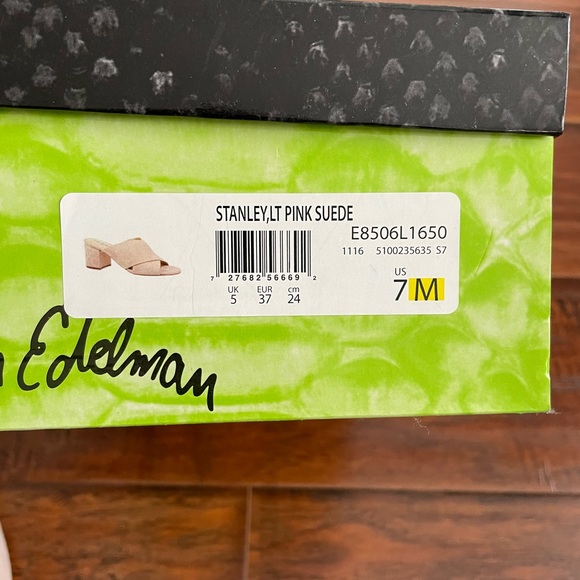 STANLEY,LT PINK SUEDE
E8506L1650
1116 5100235635 S7
7 27682 56669 2
UK EUR cm
5 37 24
US
7 M
Edelman